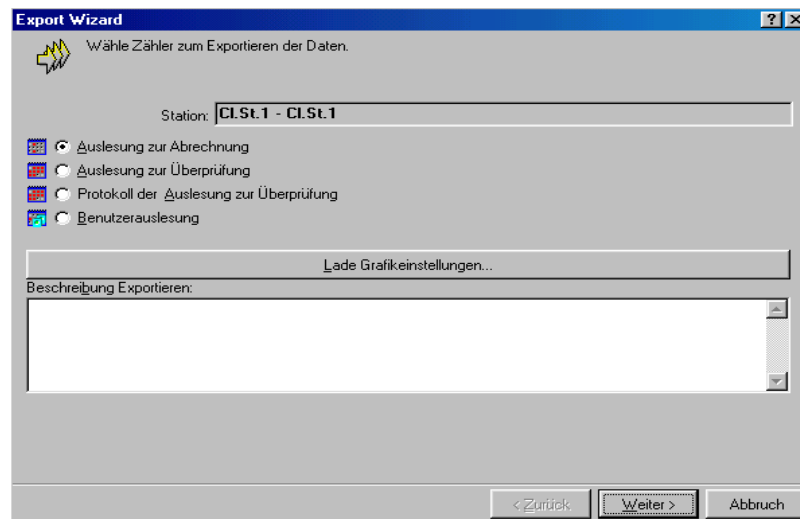 Export Wizard
Wähle Zähler zum Exportieren der Daten.
Station: Cl.St.1 - Cl.St.1
Auslesung zur Abrechnung
Auslesung zur Überprüfung
Protokoll der Auslesung zur Überprüfung
Benutzerauslesung
Lade Grafikeinstellungen...
Beschreibung Exportieren:
< Zurück Weiter > Abbruch